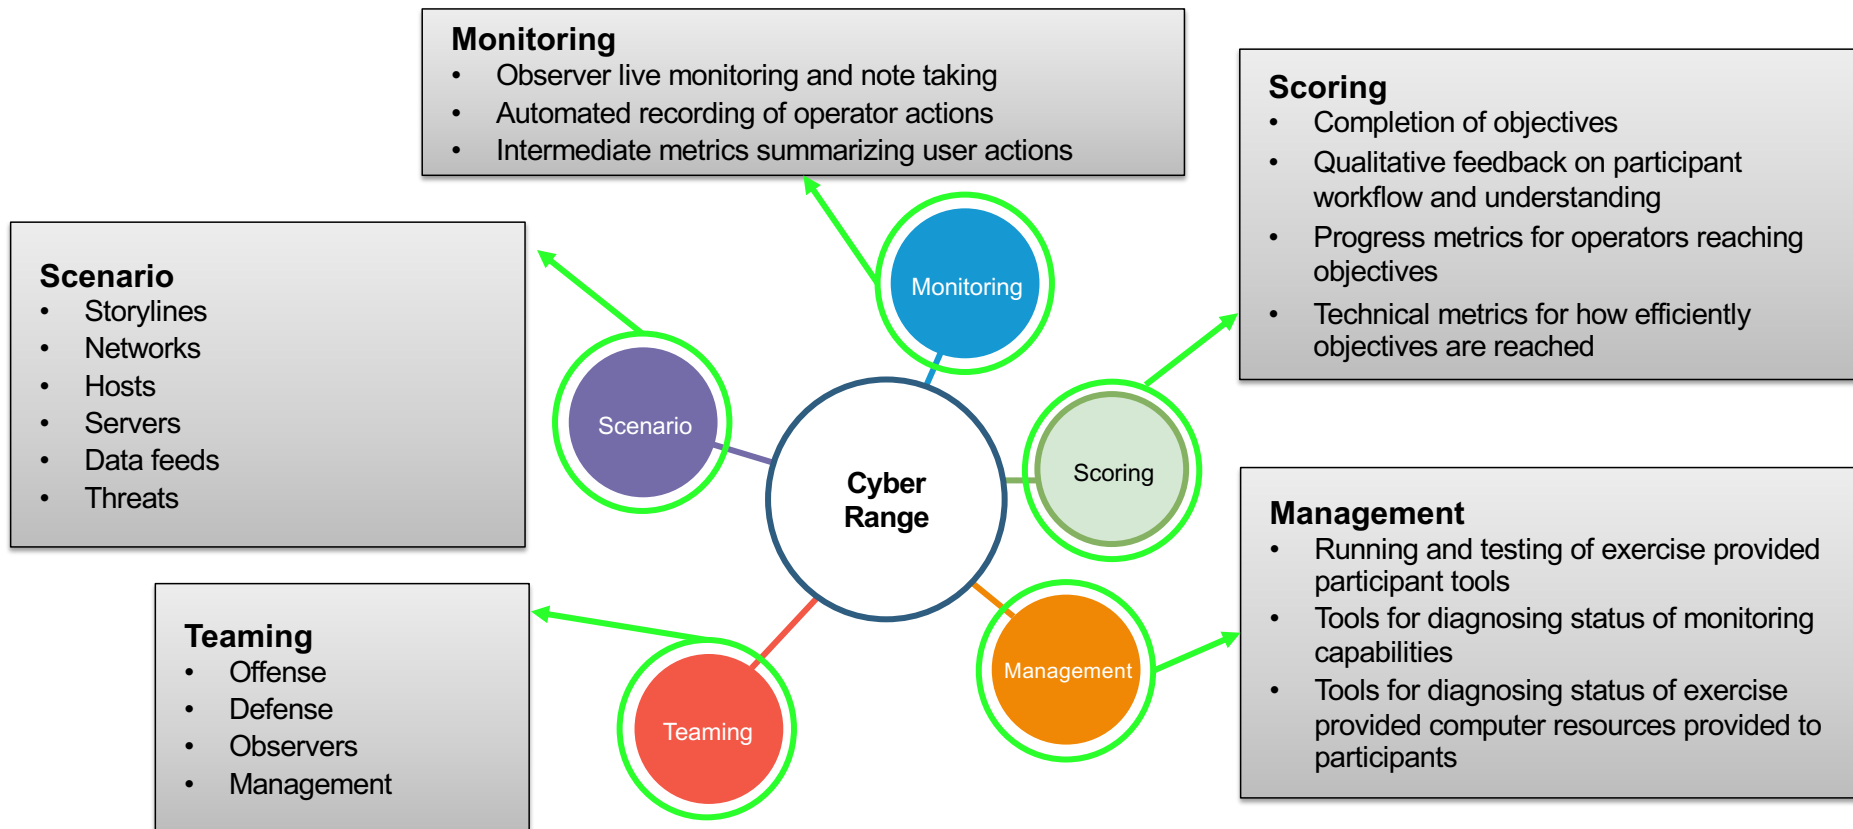 Monitoring
• Observer live monitoring and note taking
• Automated recording of operator actions
• Intermediate metrics summarizing user actions
Scoring
• Completion of objectives
• Qualitative feedback on participant
workflow and understanding
• Progress metrics for operators reaching
objectives
• Technical metrics for how efficiently
objectives are reached
Scenario
• Storylines
• Networks
• Hosts
• Servers
• Data feeds
• Threats
Monitoring
Scenario
Scoring
Cyber
Range
Management
Teaming
Management
• Running and testing of exercise provided
participant tools
• Tools for diagnosing status of monitoring
capabilities
• Tools for diagnosing status of exercise
provided computer resources provided to
participants
Teaming
• Offense
• Defense
• Observers
• Management